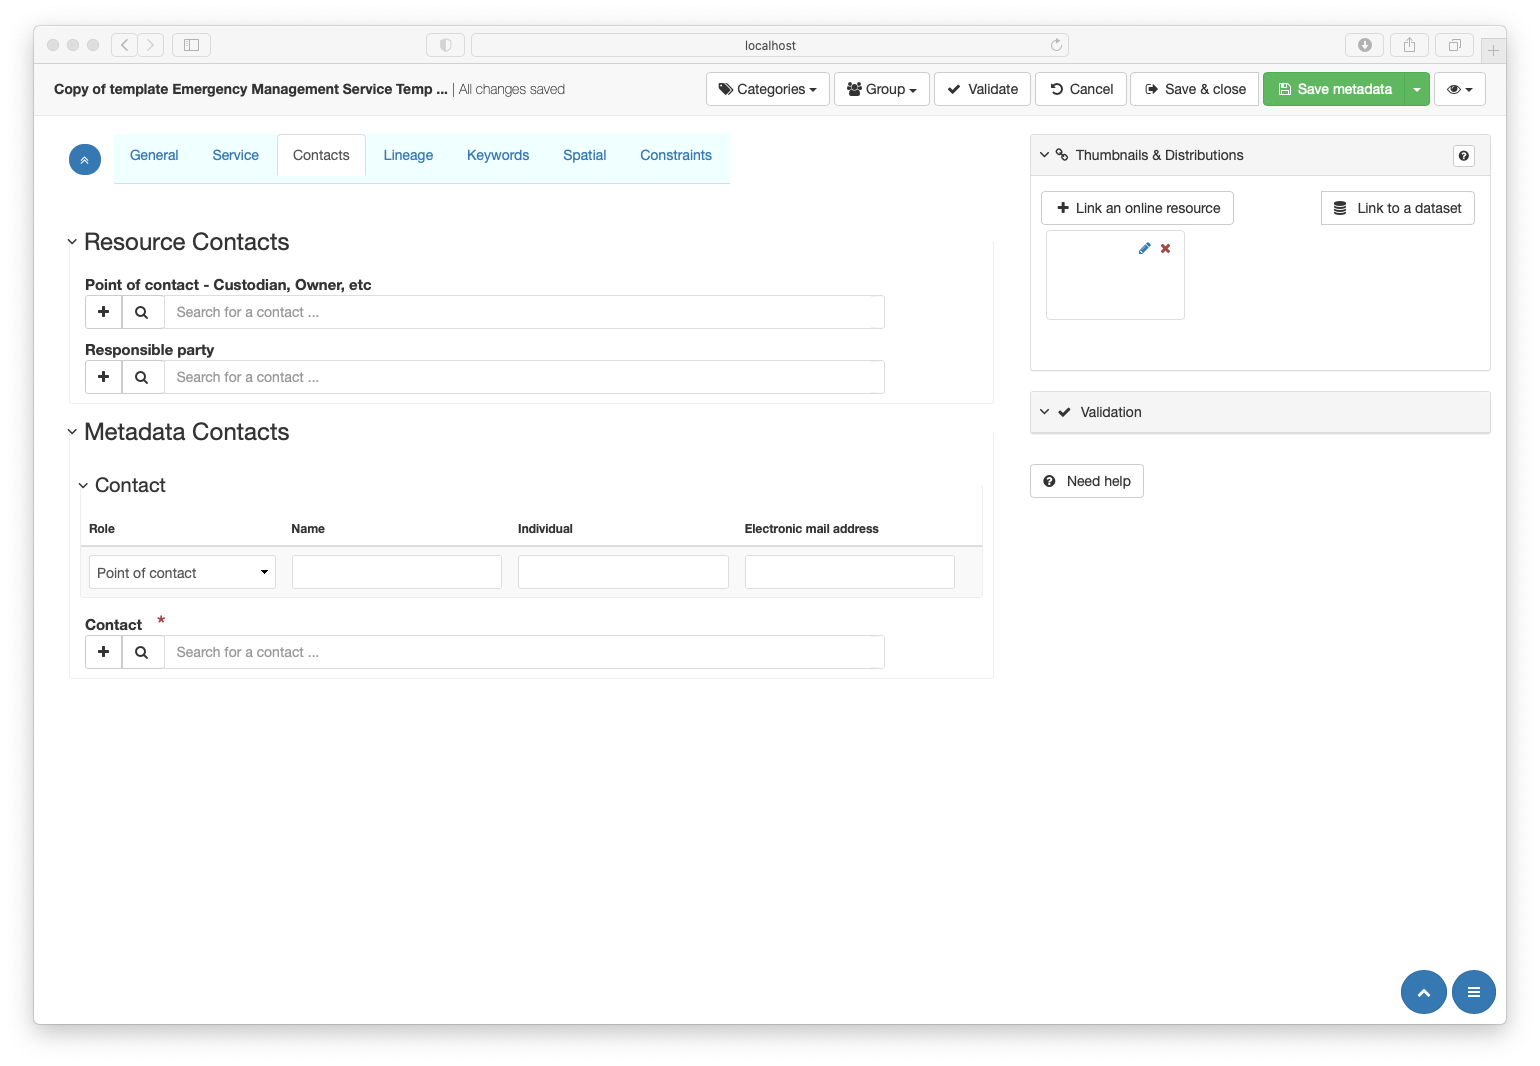 localhost
Copy of template Emergency Management Service Temp ... | All changes saved
Categories Group Validate Cancel Save & close Save metadata
General Service Contacts Lineage Keywords Spatial Constraints
Thumbnails & Distributions
Link an online resource Link to a dataset
Resource Contacts
Point of contact - Custodian, Owner, etc
Search for a contact ...
Responsible party
Search for a contact ...
Validation
Metadata Contacts
Need help
Contact
Role Name Individual Electronic mail address
Point of contact
Contact *
Search for a contact ...